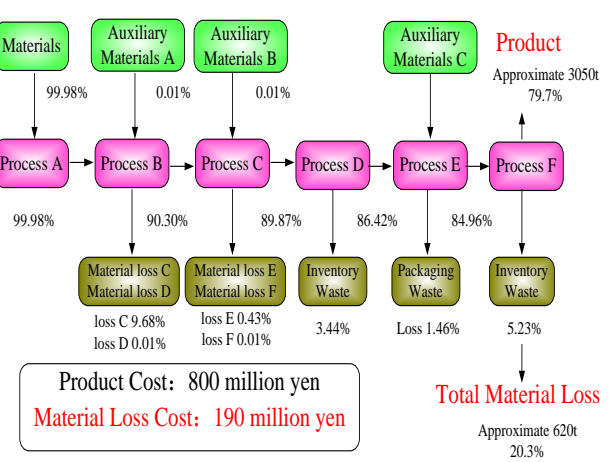 Materials
Auxiliary
Materials A
Auxiliary
Materials B
Auxiliary
Materials C
Product
Approximate 3050t
79.7%
99.98%
0.01%
0.01%
Process A
Process B
Process C
Process D
Process E
Process F
99.98%
90.30%
89.87%
86.42%
84.96%
Material loss C
Material loss D
Material loss E
Material loss F
Inventory
Waste
Packaging
Waste
Inventory
Waste
loss C 9.68%
loss D 0.01%
loss E 0.43%
loss F 0.01%
3.44%
Loss 1.46%
5.23%
Product Cost：800 million yen
Material Loss Cost：190 million yen
Total Material Loss
Approximate 620t
20.3%